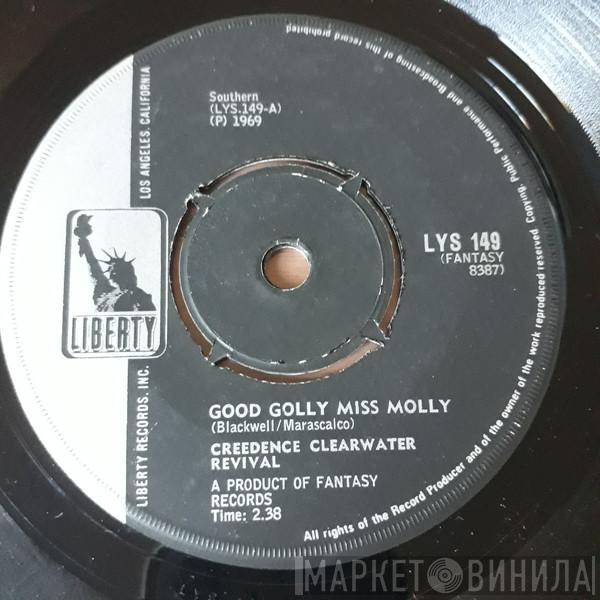 Southern
(LYS.149-A)
(P) 1969
LYS 149
(FANTASY
8387)
LIBERTY
LIBERTY RECORDS, INC. LOS ANGELES, CALIFORNIA
GOOD GOLLY MISS MOLLY
(Blackwell/Marascalco)
CREEDENCE CLEARWATER
REVIVAL
A PRODUCT OF FANTASY
RECORDS
Time: 2.38
All rights of the Record Producer and of the owner of the work reproduced reserved. Copying, Public Performance and Broadcasting of this record prohibited
МАРКЕТ ВИНИЛА